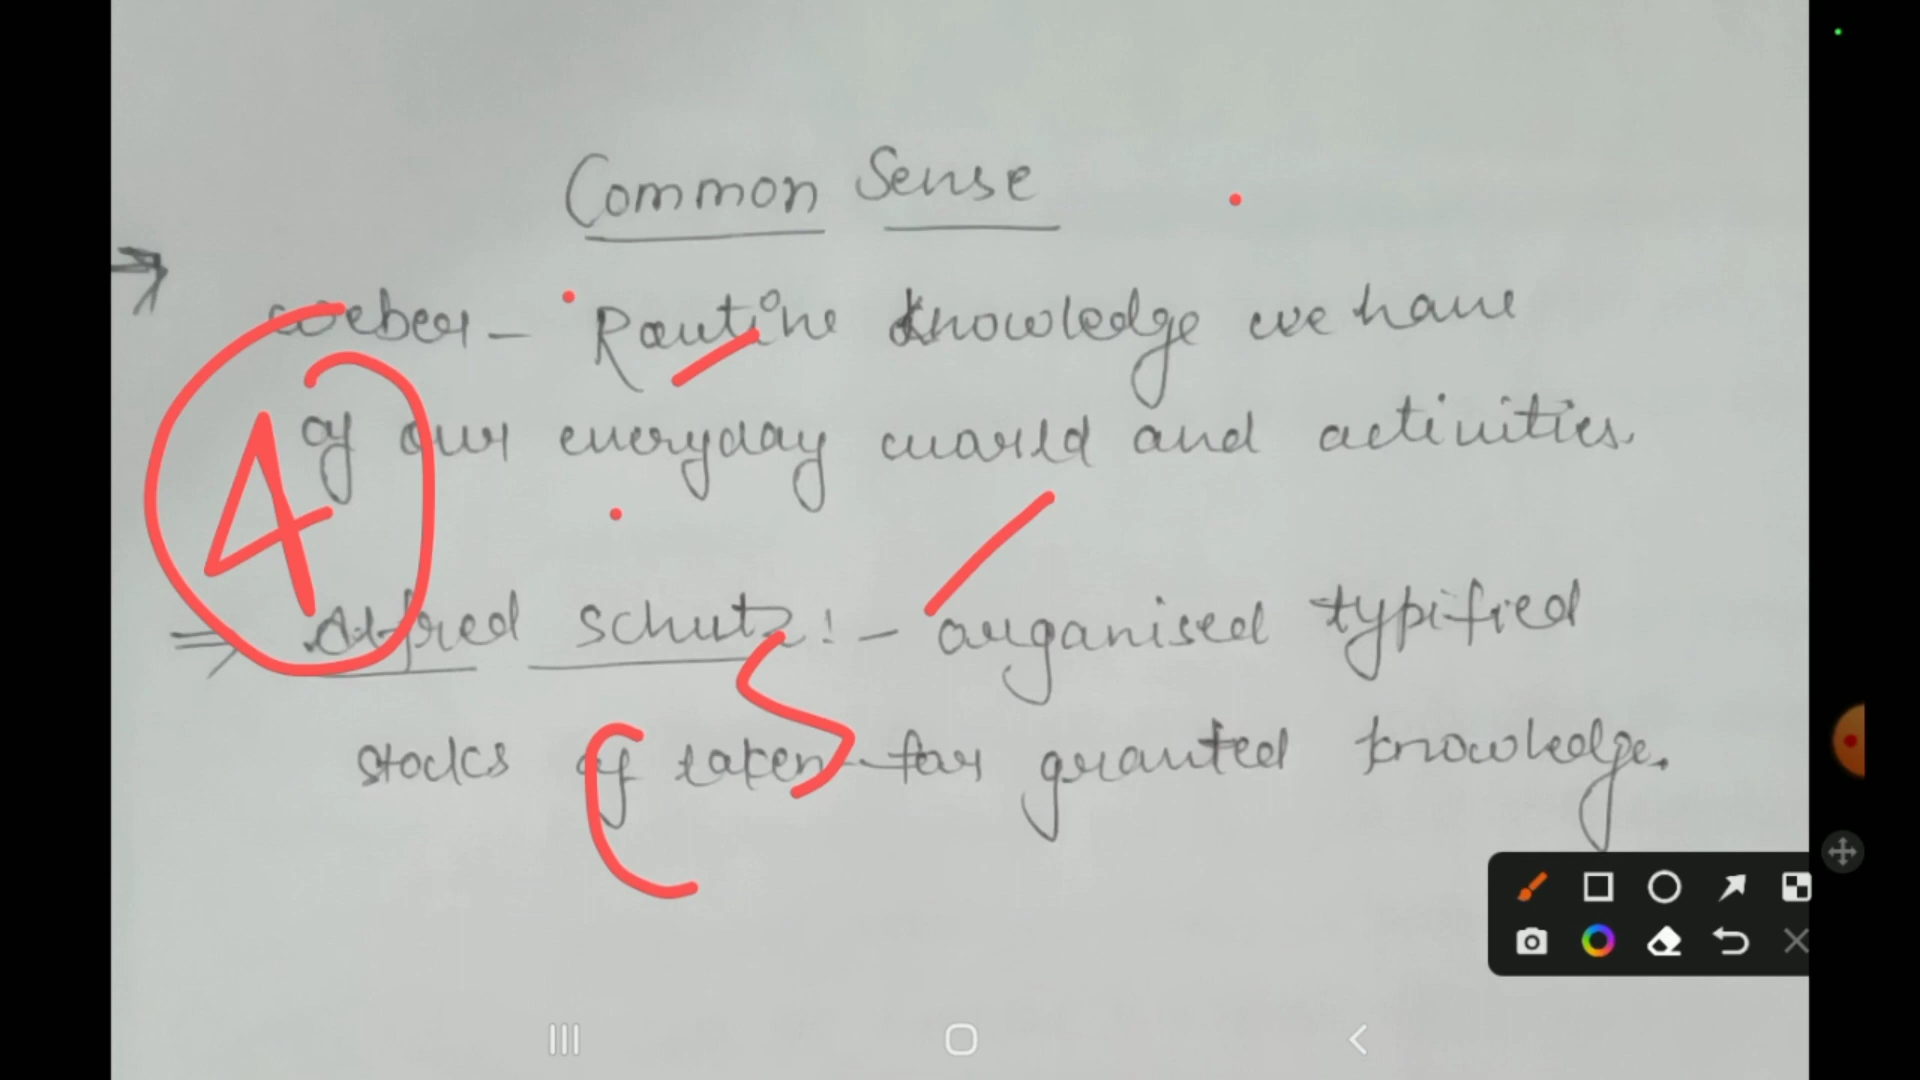 Common Sense
→ Weber - Routine knowledge we have
of our everyday world and activities.
⇒ Alfred Schutz :- organised typified
stocks of taken-for granted knowledge.
4